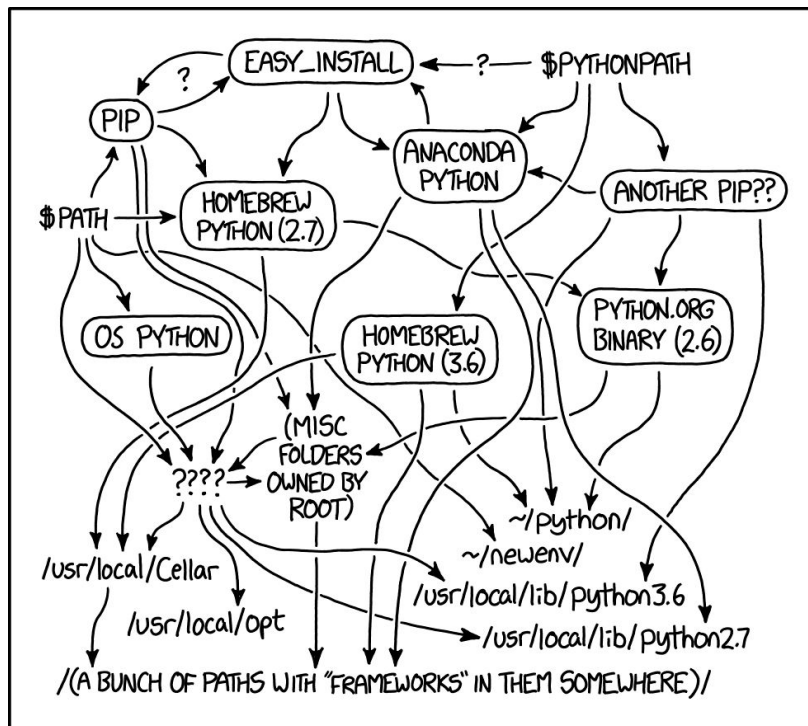 EASY_INSTALL
?
$PYTHONPATH
?
PIP
ANACONDA
PYTHON
ANOTHER PIP??
HOMEBREW
PYTHON (2.7)
$PATH
OS PYTHON
HOMEBREW
PYTHON (3.6)
PYTHON.ORG
BINARY (2.6)
(MISC
FOLDERS
OWNED BY
ROOT)
????
~/python/
~/newenv/
/usr/local/Cellar
/usr/local/lib/python3.6
/usr/local/opt
/usr/local/lib/python2.7
/(A BUNCH OF PATHS WITH "FRAMEWORKS" IN THEM SOMEWHERE)/